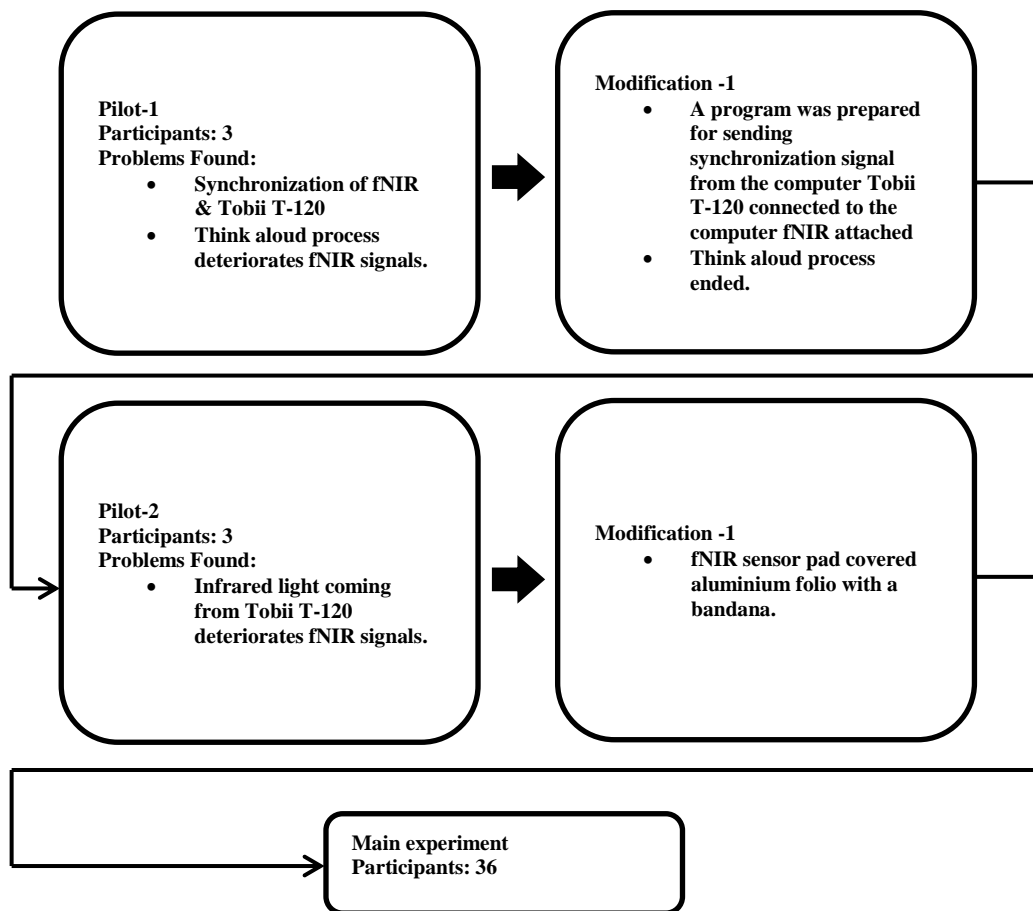 Pilot-1
Participants: 3
Problems Found:
• Synchronization of fNIR
& Tobii T-120
• Think aloud process
deteriorates fNIR signals.
Modification -1
• A program was prepared
for sending
synchronization signal
from the computer Tobii
T-120 connected to the
computer fNIR attached
• Think aloud process
ended.
Pilot-2
Participants: 3
Problems Found:
• Infrared light coming
from Tobii T-120
deteriorates fNIR signals.
Modification -1
• fNIR sensor pad covered
aluminium folio with a
bandana.
Main experiment
Participants: 36